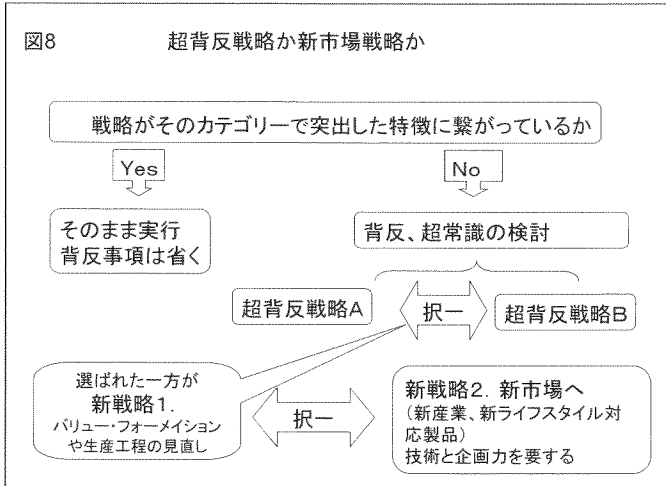 図8 超背反戦略か新市場戦略か
戦略がそのカテゴリーで突出した特徴に繋がっているか
Yes
No
そのまま実行
背反事項は省く
背反、超常識の検討
超背反戦略A
択一
超背反戦略B
選ばれた一方が
新戦略1.
バリュー・フォーメイション
や生産工程の見直し
択一
新戦略2. 新市場へ
(新産業、新ライフスタイル対
応製品)
技術と企画力を要する